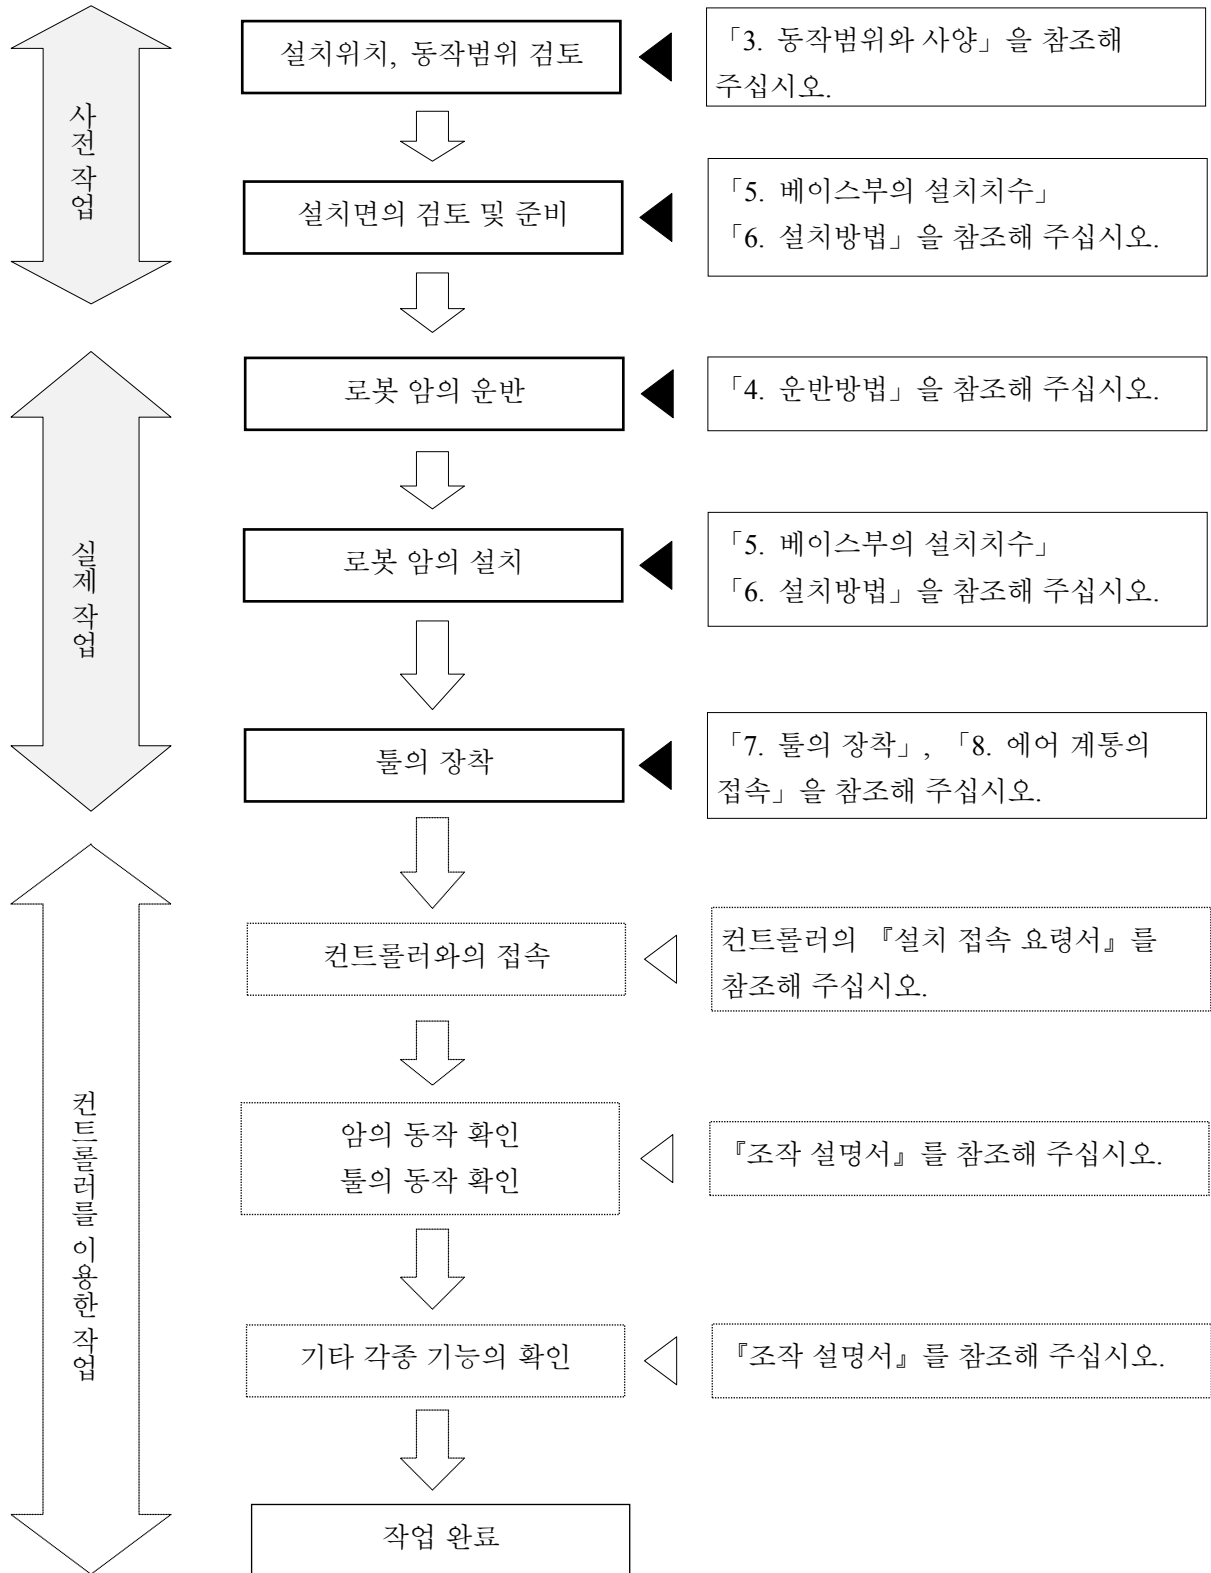 사전 작업
설치위치, 동작범위 검토
「3. 동작범위와 사양」을 참조해
주십시오.
설치면의 검토 및 준비
「5. 베이스부의 설치치수」
「6. 설치방법」을 참조해 주십시오.
실제 작업
로봇 암의 운반
「4. 운반방법」을 참조해 주십시오.
로봇 암의 설치
「5. 베이스부의 설치치수」
「6. 설치방법」을 참조해 주십시오.
툴의 장착
「7. 툴의 장착」, 「8. 에어 계통의
접속」을 참조해 주십시오.
컨트롤러를 이용한 작업
컨트롤러와의 접속
컨트롤러의 『설치 접속 요령서』를
참조해 주십시오.
암의 동작 확인
툴의 동작 확인
『조작 설명서』를 참조해 주십시오.
기타 각종 기능의 확인
『조작 설명서』를 참조해 주십시오.
작업 완료